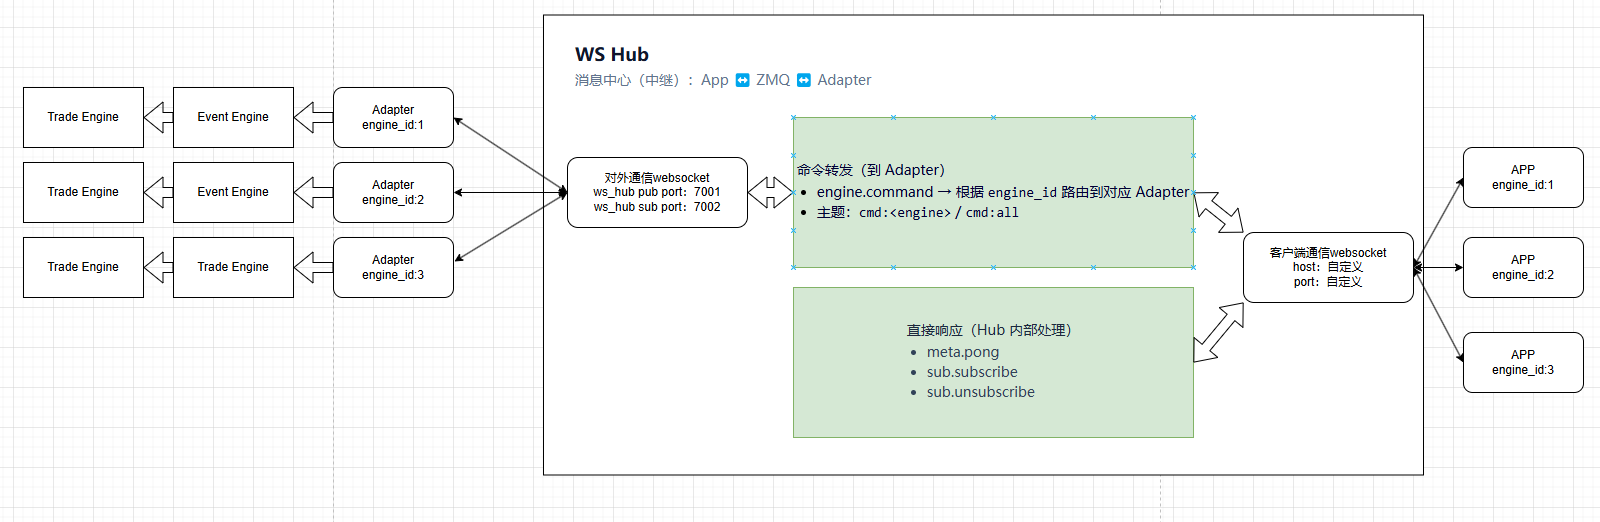 WS Hub
消息中心（中继）：App ↔ ZMQ ↔ Adapter
Trade Engine
Event Engine
Adapter
engine_id:1
Trade Engine
Event Engine
Adapter
engine_id:2
Trade Engine
Trade Engine
Adapter
engine_id:3
对外通信websocket
ws_hub pub port：7001
ws_hub sub port：7002
命令转发（到 Adapter）
• engine.command → 根据 engine_id 路由到对应 Adapter
• 主题：cmd:<engine> / cmd:all
直接响应（Hub 内部处理）
• meta.pong
• sub.subscribe
• sub.unsubscribe
客户端通信websocket
host：自定义
port：自定义
APP
engine_id:1
APP
engine_id:2
APP
engine_id:3